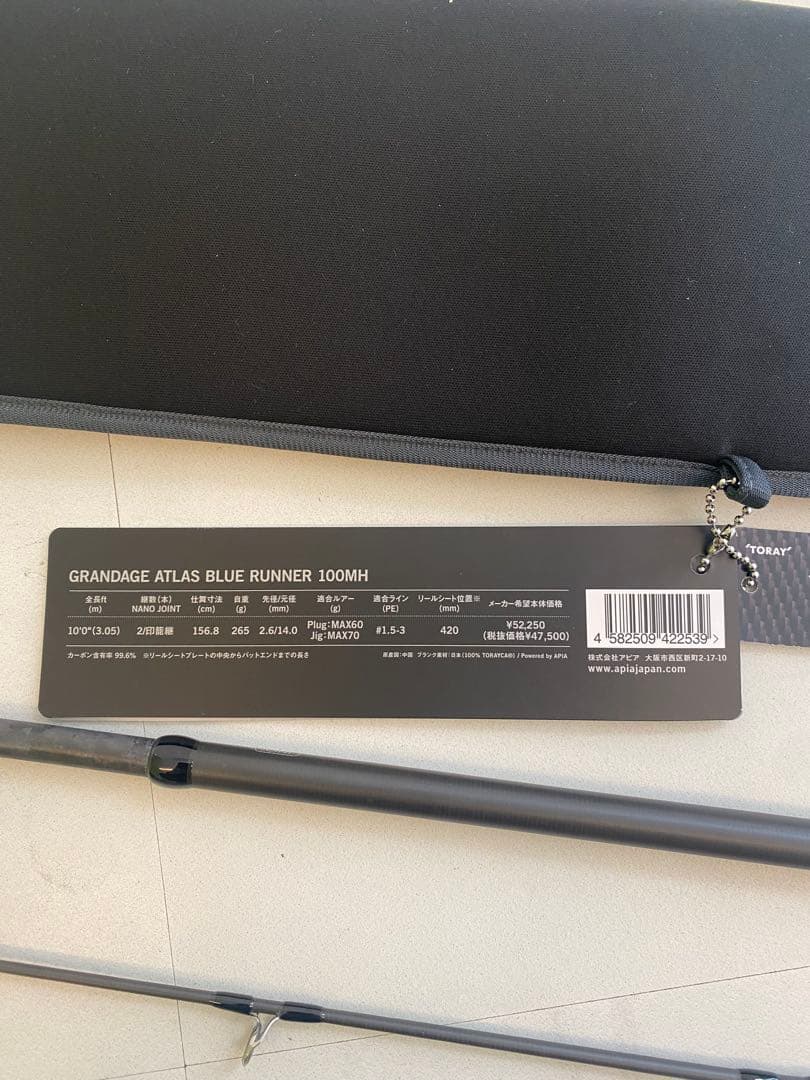 'TORAY'
GRANDAGE ATLAS BLUE RUNNER 100MH
全長ft (m) 継数(本) NANO JOINT 仕舞寸法 (cm) 自重 (g) 先径/元径 (mm) 適合ルアー (g) 適合ライン (PE) リールシート位置※ (mm) メーカー希望本体価格
10'0"(3.05) 2/印籠継 156.8 265 2.6/14.0 Plug:MAX60 Jig:MAX70 #1.5-3 420 ¥52,250 (税抜価格¥47,500)
カーボン含有率 99.6% ※リールシートプレートの中央からバットエンドまでの長さ 原産国:中国 ブランク素材:日本(100% TORAYCA®) / Powered by APIA
4 582509 422539 >
株式会社アピア 大阪市西区新町2-17-10
www.apiajapan.com